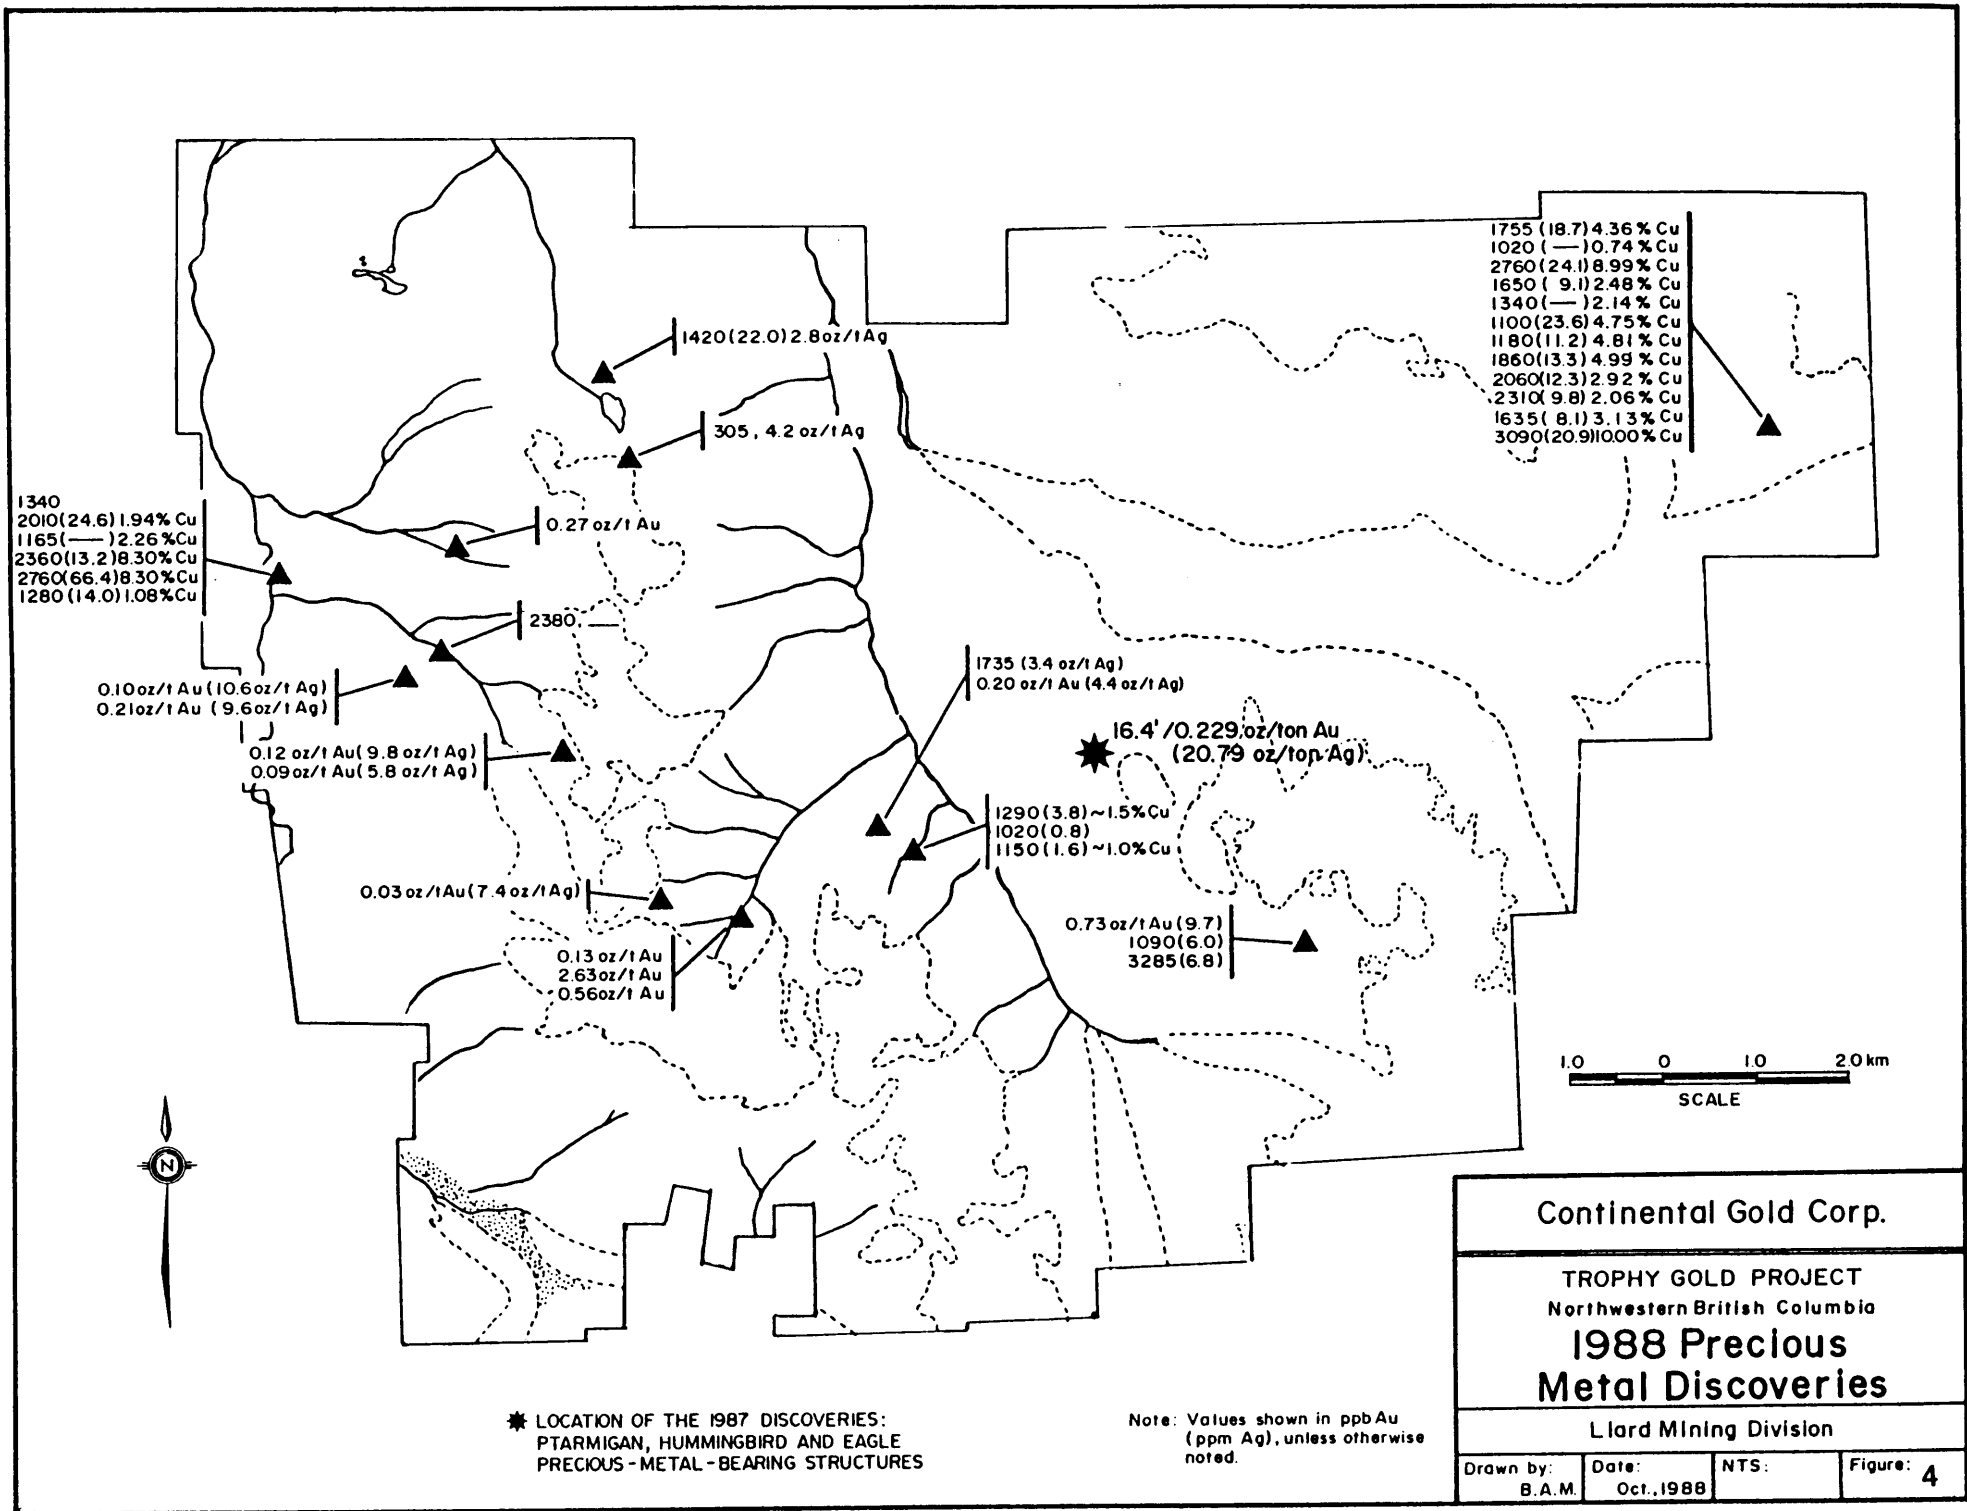 1755 (18.7) 4.36% Cu
1020 ( — ) 0.74% Cu
2760 (24.1) 8.99% Cu
1650 ( 9.1) 2.48% Cu
1340 ( — ) 2.14% Cu
1100 (23.6) 4.75% Cu
1180 (11.2) 4.81% Cu
1860 (13.3) 4.99% Cu
2060 (12.3) 2.92% Cu
2310 ( 9.8) 2.06% Cu
1635 ( 8.1) 3.13% Cu
3090 (20.9) 10.00% Cu
1420 (22.0) 2.8 oz/t Ag
305, 4.2 oz/t Ag
1340
2010 (24.6) 1.94% Cu
1165 ( — ) 2.26% Cu
2360 (13.2) 8.30% Cu
2760 (66.4) 8.30% Cu
1280 (14.0) 1.08% Cu
0.27 oz/t Au
2380, —
0.10 oz/t Au (10.6 oz/t Ag)
0.21 oz/t Au (9.6 oz/t Ag)
1735 (3.4 oz/t Ag)
0.20 oz/t Au (4.4 oz/t Ag)
16.4' / 0.229 oz/ton Au
(20.79 oz/ton Ag)
0.12 oz/t Au (9.8 oz/t Ag)
0.09 oz/t Au (5.8 oz/t Ag)
1290 (3.8) ~1.5% Cu
1020 (0.8)
1150 (1.6) ~1.0% Cu
0.03 oz/t Au (7.4 oz/t Ag)
0.73 oz/t Au (9.7)
1090 (6.0)
3285 (6.8)
0.13 oz/t Au
2.63 oz/t Au
0.56 oz/t Au
1.0 0 1.0 2.0 km
SCALE
N
Continental Gold Corp.
TROPHY GOLD PROJECT
Northwestern British Columbia
1988 Precious
Metal Discoveries
Liard Mining Division
Drawn by: B.A.M.
Date: Oct., 1988
NTS:
Figure: 4
LOCATION OF THE 1987 DISCOVERIES:
PTARMIGAN, HUMMINGBIRD AND EAGLE
PRECIOUS-METAL-BEARING STRUCTURES
Note: Values shown in ppb Au
(ppm Ag), unless otherwise
noted.